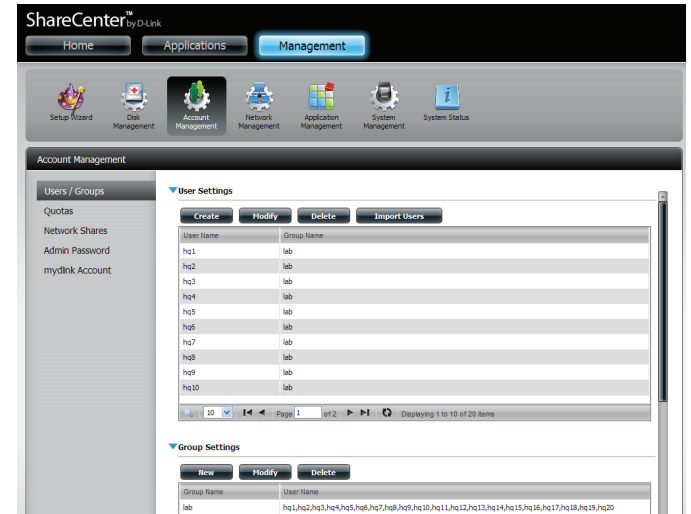 ShareCenter™ by D-Link
Home Applications Management
Setup Wizard Disk Management Account Management Network Management Application Management System Management System Status
Account Management
Users / Groups
Quotas
Network Shares
Admin Password
mydlink Account
User Settings
Create Modify Delete Import Users
User Name Group Name
hq1 lab
hq2 lab
hq3 lab
hq4 lab
hq5 lab
hq6 lab
hq7 lab
hq8 lab
hq9 lab
hq10 lab
10 Page 1 of 2 Displaying 1 to 10 of 20 items
Group Settings
New Modify Delete
Group Name User Name
lab hq1,hq2,hq3,hq4,hq5,hq6,hq7,hq8,hq9,hq10,hq11,hq12,hq13,hq14,hq15,hq16,hq17,hq18,hq19,hq20